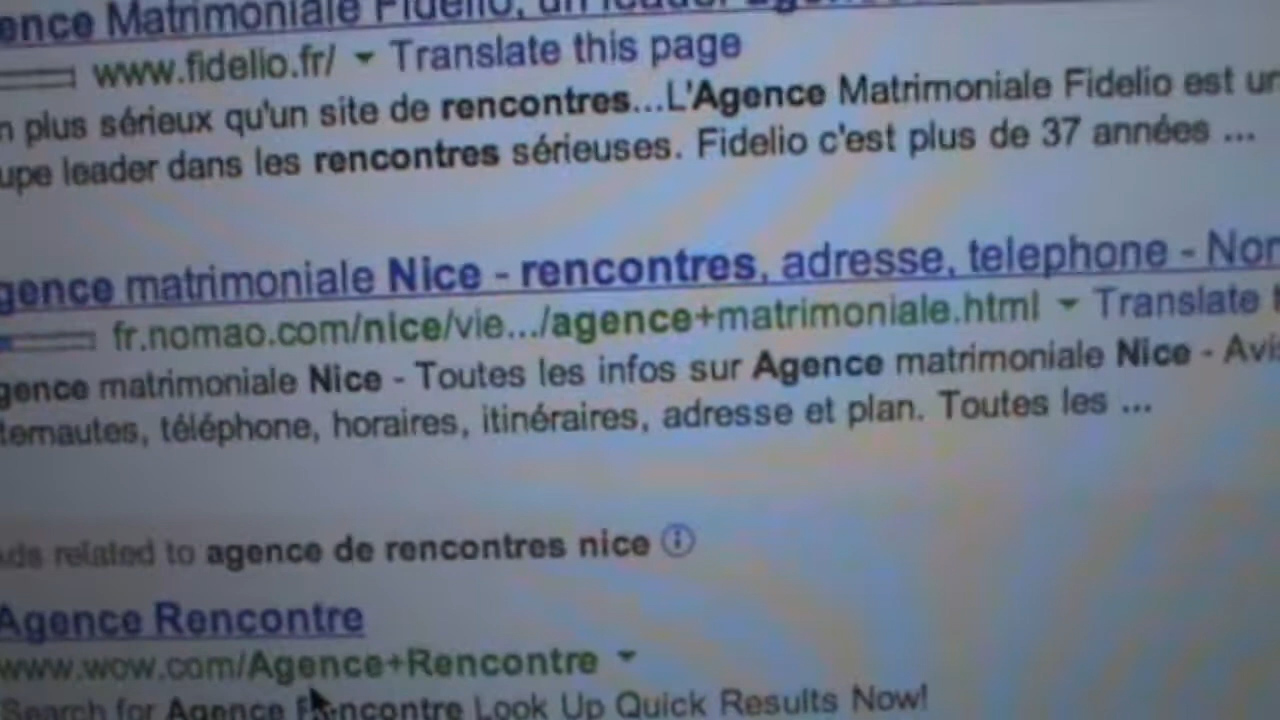 ence Matrimoniale Fidelio, un leader
www.fidelio.fr/ Translate this page
n plus sérieux qu'un site de rencontres...L'Agence Matrimoniale Fidelio est un
upe leader dans les rencontres sérieuses. Fidelio c'est plus de 37 années ...
gence matrimoniale Nice - rencontres, adresse, telephone - Nom
fr.nomao.com/nice/vie.../agence+matrimoniale.html Translate t
gence matrimoniale Nice - Toutes les infos sur Agence matrimoniale Nice - Avis
ternautes, téléphone, horaires, itinéraires, adresse et plan. Toutes les ...
ds related to agence de rencontres nice
Agence Rencontre
www.wow.com/Agence+Rencontre
Search for Agence Rencontre Look Up Quick Results Now!